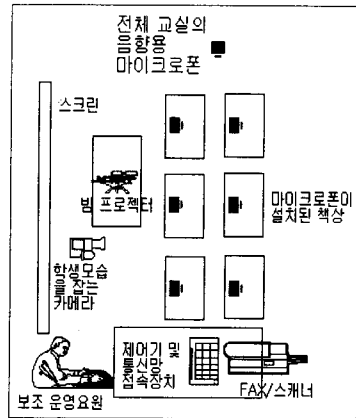 전체 교실의
음향용
마이크로폰
스크린
빔 프로젝터
마이크로폰이
설치된 책상
학생모습
을 잡는
카메라
제어기 및
통신망
접속장치
FAX/스캐너
보조 운영요원